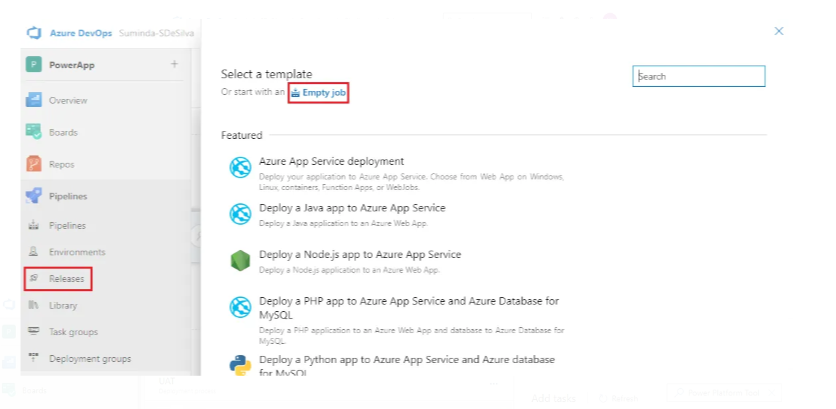 Azure DevOps Suminda-SDeSilva
P PowerApp +
Overview
Boards
Repos
Pipelines
Pipelines
Environments
Releases
Library
Task groups
Deployment groups
Select a template
Or start with an Empty job
Search
Featured
Azure App Service deployment
Deploy your application to Azure App Service. Choose from Web App on Windows,
Linux, containers, Function Apps, or WebJobs.
Deploy a Java app to Azure App Service
Deploy a Java application to an Azure Web App.
Deploy a Node.js app to Azure App Service
Deploy a Node.js application to an Azure Web App.
Deploy a PHP app to Azure App Service and Azure Database for
MySQL
Deploy a PHP application to an Azure Web App and database to Azure Database for
MySQL.
Deploy a Python app to Azure App Service and Azure database
for MySQL
Add tasks